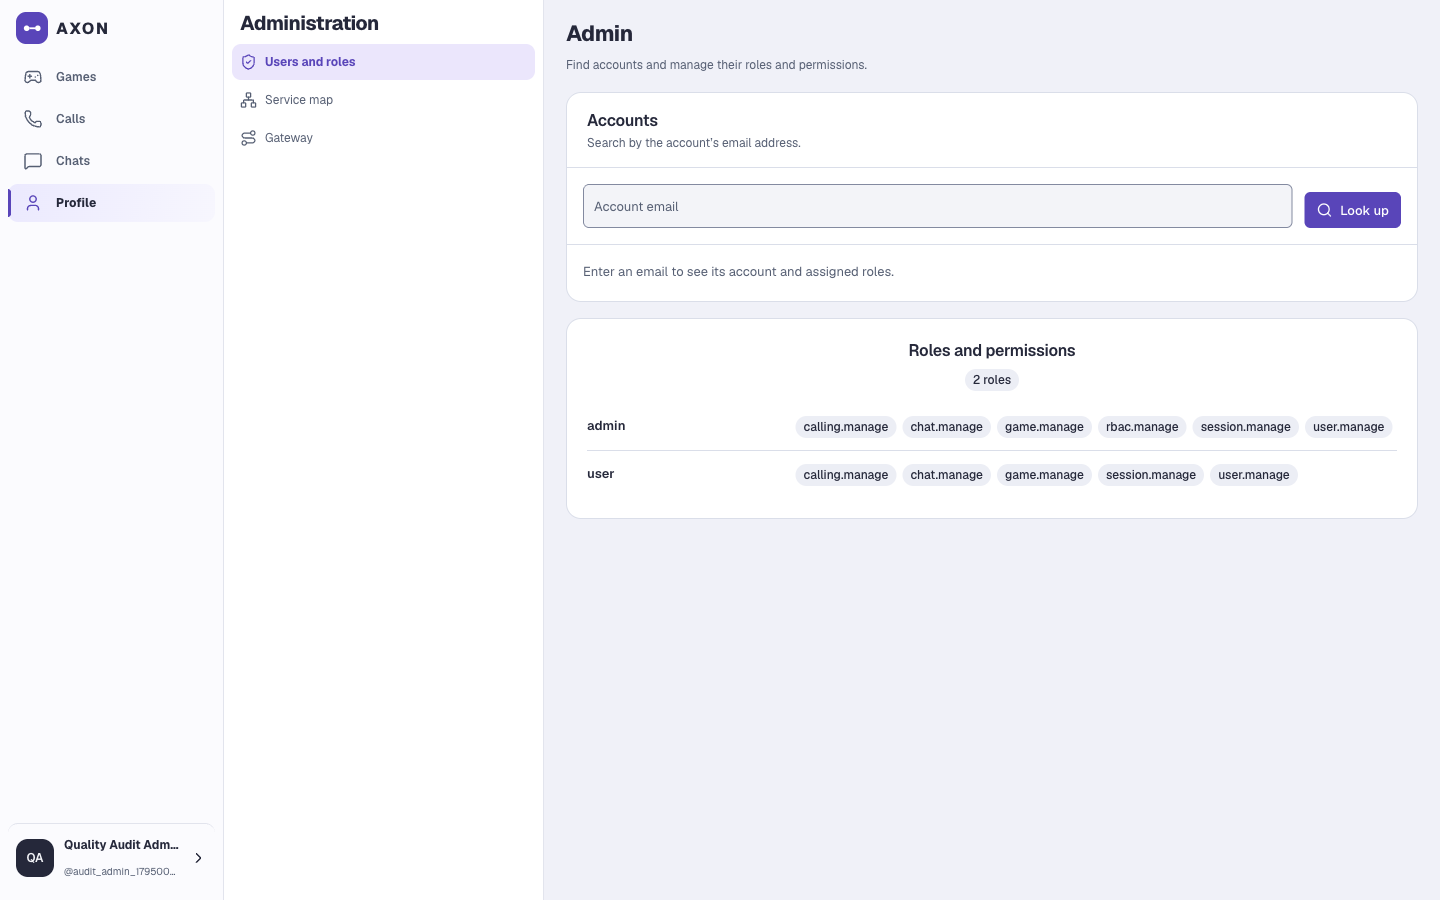 AXON
Games
Calls
Chats
Profile
Quality Audit Adm...
@audit_admin_179500...
Administration
Users and roles
Service map
Gateway
Admin
Find accounts and manage their roles and permissions.
Accounts
Search by the account's email address.
Account email
Look up
Enter an email to see its account and assigned roles.
Roles and permissions
2 roles
admin calling.manage chat.manage game.manage rbac.manage session.manage user.manage
user calling.manage chat.manage game.manage session.manage user.manage
QA